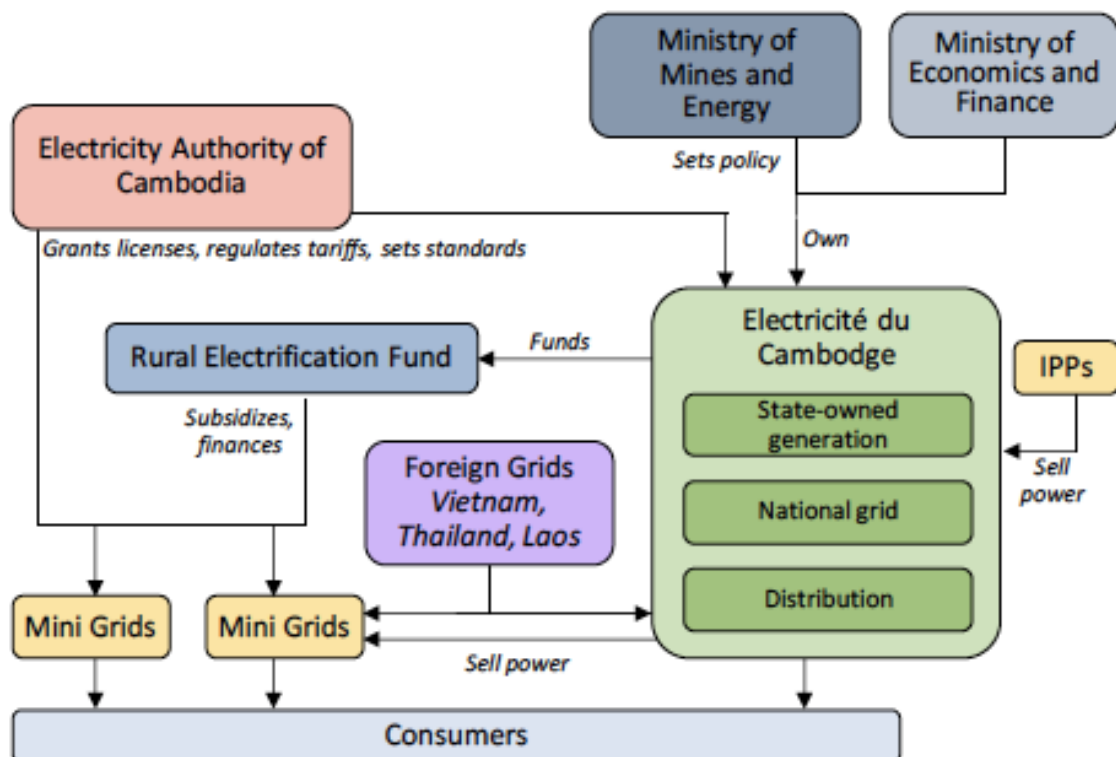 Ministry of
Mines and
Energy
Ministry of
Economics and
Finance
Electricity Authority of
Cambodia
Sets policy
Own
Grants licenses, regulates tariffs, sets standards
Electricité du
Cambodge
Rural Electrification Fund
Funds
IPPs
State-owned
generation
Subsidizes,
finances
Foreign Grids
Vietnam,
Thailand, Laos
Sell
power
National grid
Distribution
Mini Grids
Mini Grids
Sell power
Consumers